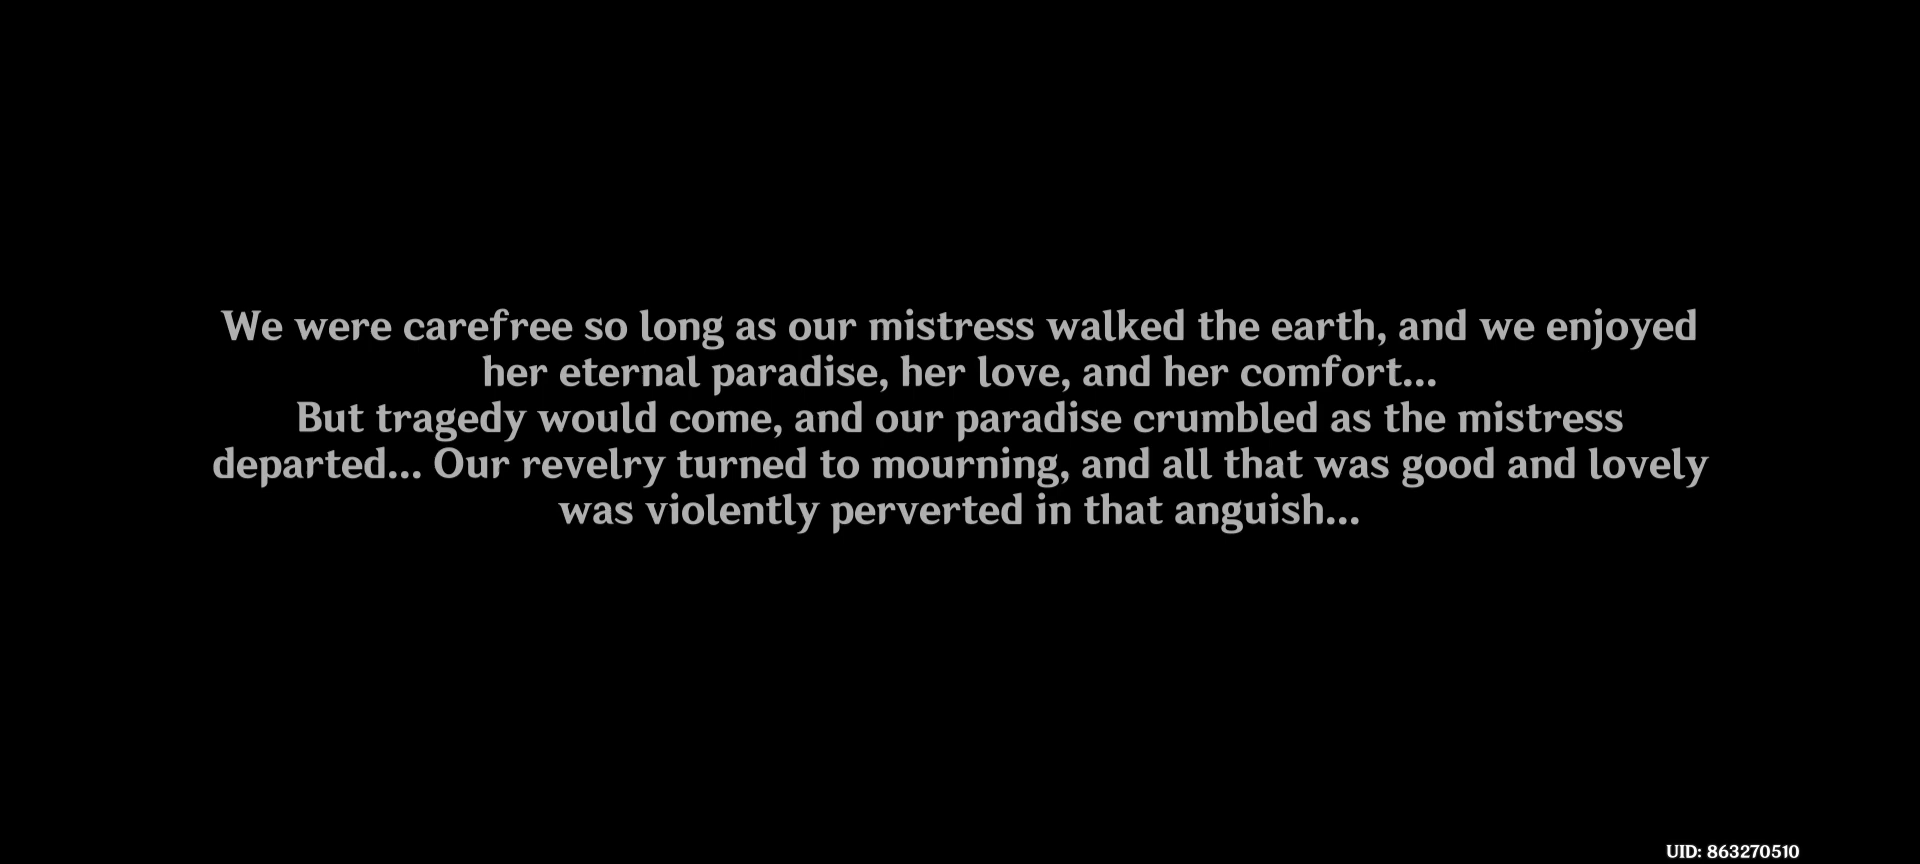 We were carefree so long as our mistress walked the earth, and we enjoyed
her eternal paradise, her love, and her comfort...
But tragedy would come, and our paradise crumbled as the mistress
departed... Our revelry turned to mourning, and all that was good and lovely
was violently perverted in that anguish...
UID: 863270510